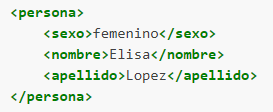 <persona>
    <sexo>femenino</sexo>
    <nombre>Elisa</nombre>
    <apellido>Lopez</apellido>
</persona>